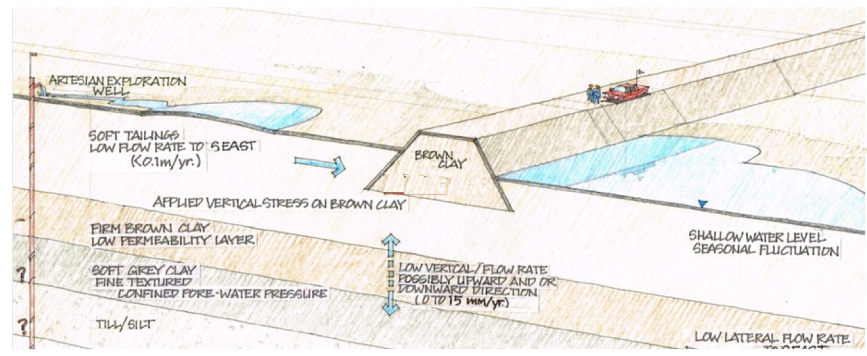 ARTESIAN EXPLORATION
WELL
SOFT TAILINGS
LOW FLOW RATE TO S EAST
(<0.1m/yr.)
BROWN
CLAY
APPLIED VERTICAL STRESS ON BROWN CLAY
FIRM BROWN CLAY
LOW PERMEABILITY LAYER
SHALLOW WATER LEVEL
SEASONAL FLUCTUATION
?
SOFT GREY CLAY
FINE TEXTURED
CONFINED PORE-WATER PRESSURE
LOW VERTICAL/FLOW RATE
POSSIBLY UPWARD AND OR
DOWNWARD DIRECTION
(0 TO 15 mm/yr.)
?
TILL/SILT
LOW LATERAL FLOW RATE
TO S EAST